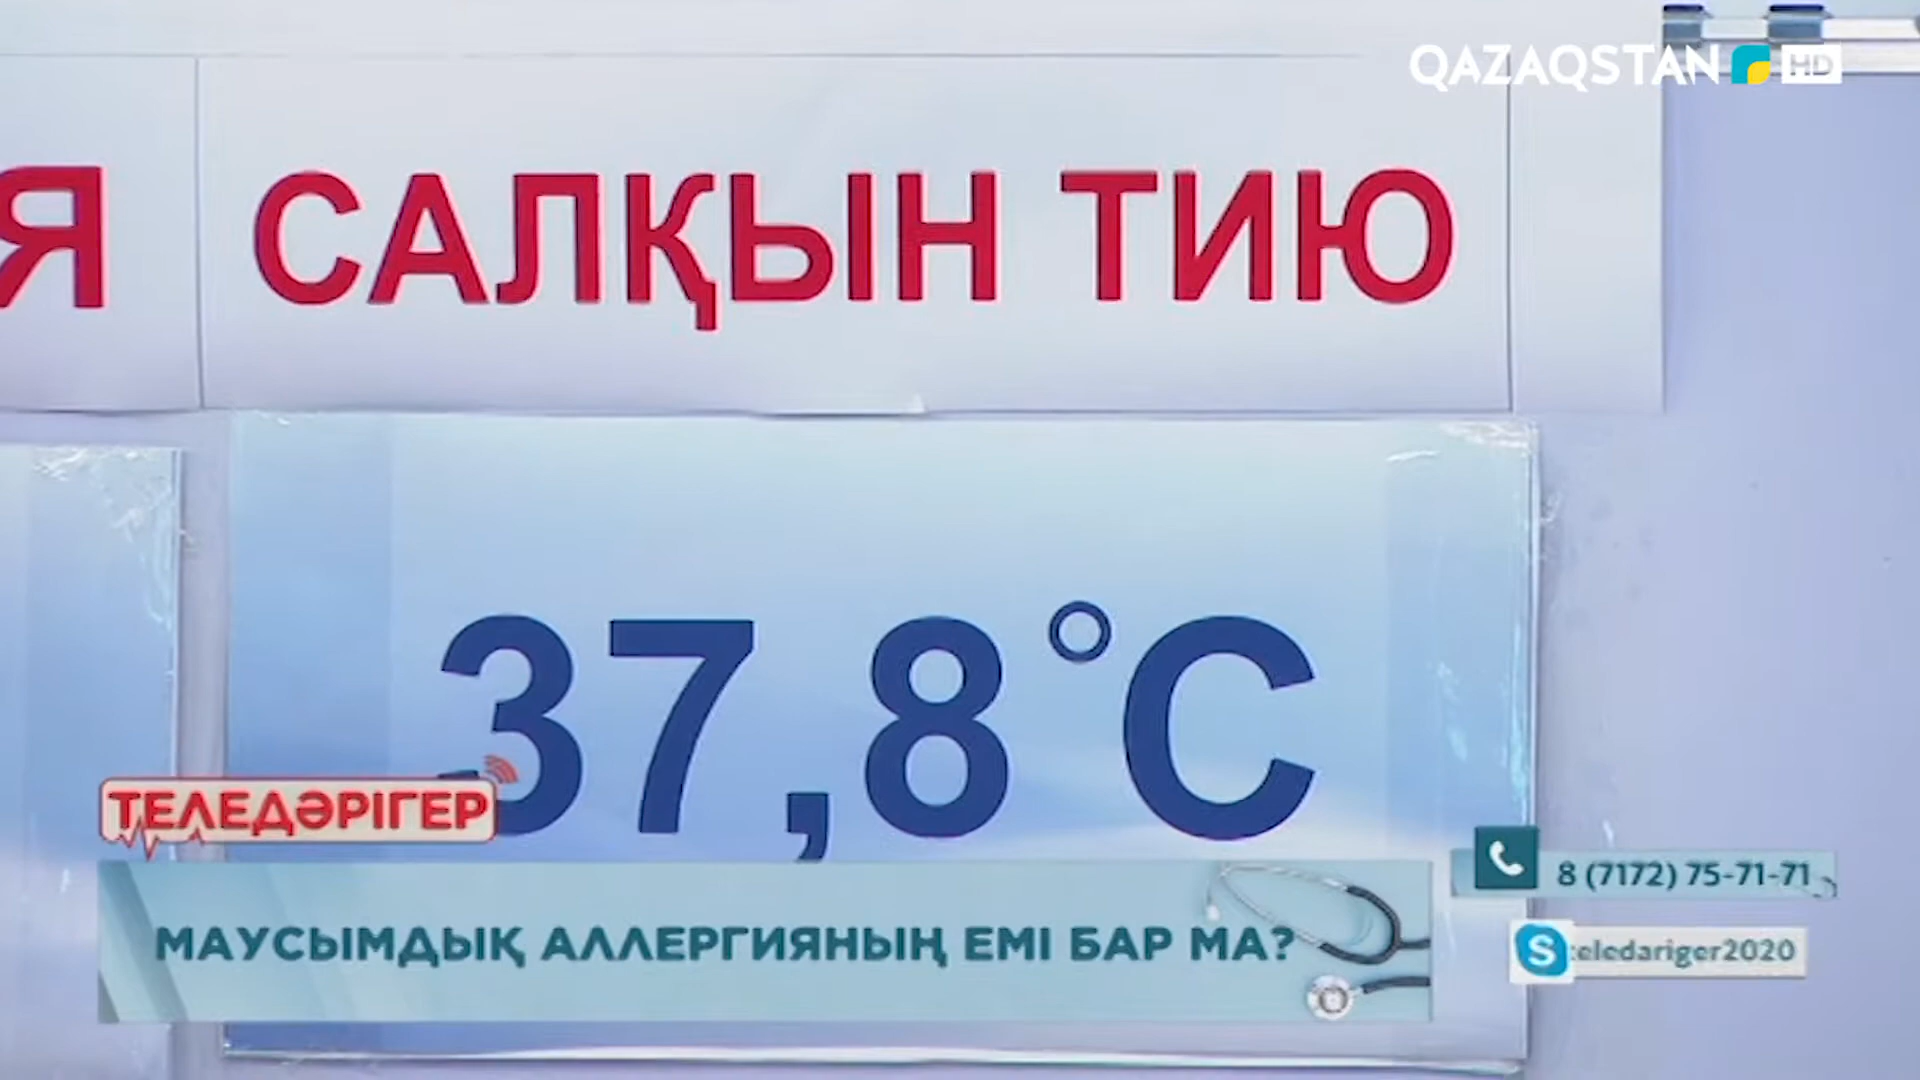 QAZAQSTAN HD
Я САЛҚЫН ТИЮ
37,8°C
ТЕЛЕДӘРІГЕР
МАУСЫМДЫҚ АЛЛЕРГИЯНЫҢ ЕМІ БАР МА?
8 (7172) 75-71-71
teledariger2020